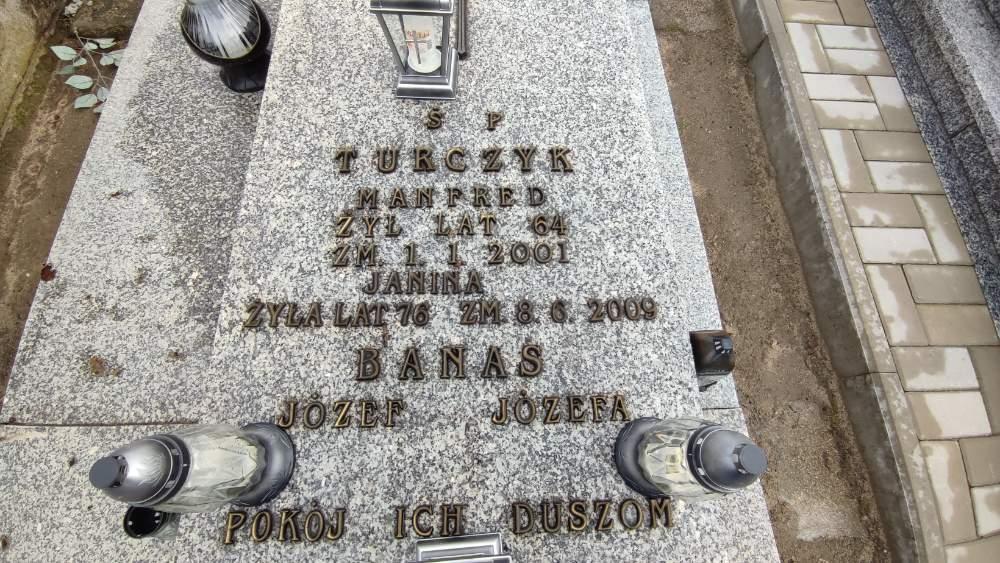 Ś P
TURCZYK
MANFRED
ŻYŁ LAT 64
ZM. 1. 1. 2001
JANINA
ŻYŁA LAT 76 ZM. 8. 6. 2009
BANAS
JÓZEF JÓZEFA
POKÓJ ICH DUSZOM